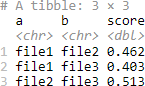 # A tibble: 3 × 3
a b score
<chr> <chr> <dbl>
1 file1 file2 0.462
2 file1 file3 0.403
3 file2 file3 0.513